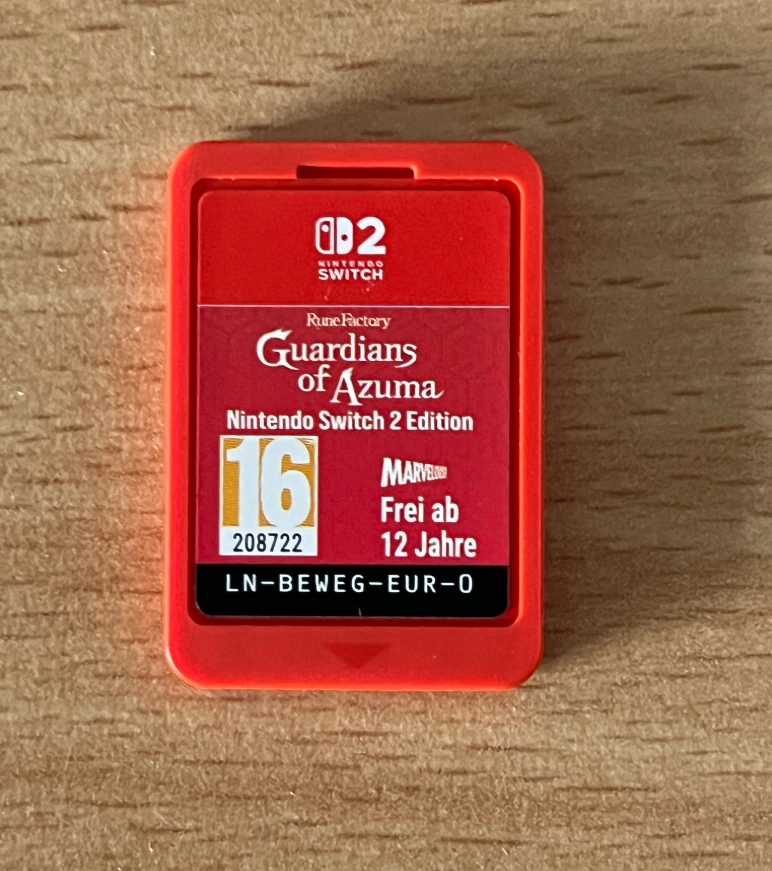 2
NINTENDO
SWITCH
Rune Factory
Guardians
of Azuma
Nintendo Switch 2 Edition
16
208722
MARVELOUS!
Frei ab
12 Jahre
LN-BEWEG-EUR-0